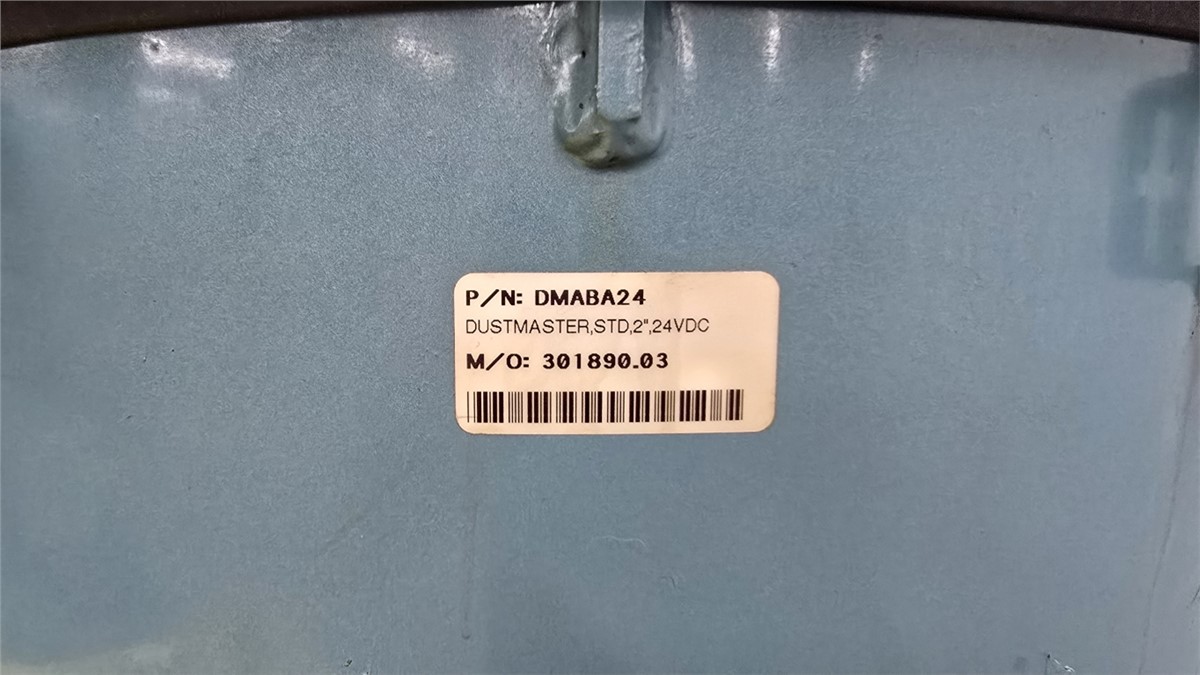 P/N: DMABA24
DUSTMASTER,STD,2",24VDC
M/O: 301890.03